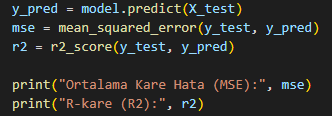 y_pred = model.predict(X_test)
mse = mean_squared_error(y_test, y_pred)
r2 = r2_score(y_test, y_pred)
print("Ortalama Kare Hata (MSE):", mse)
print("R-kare (R2):", r2)